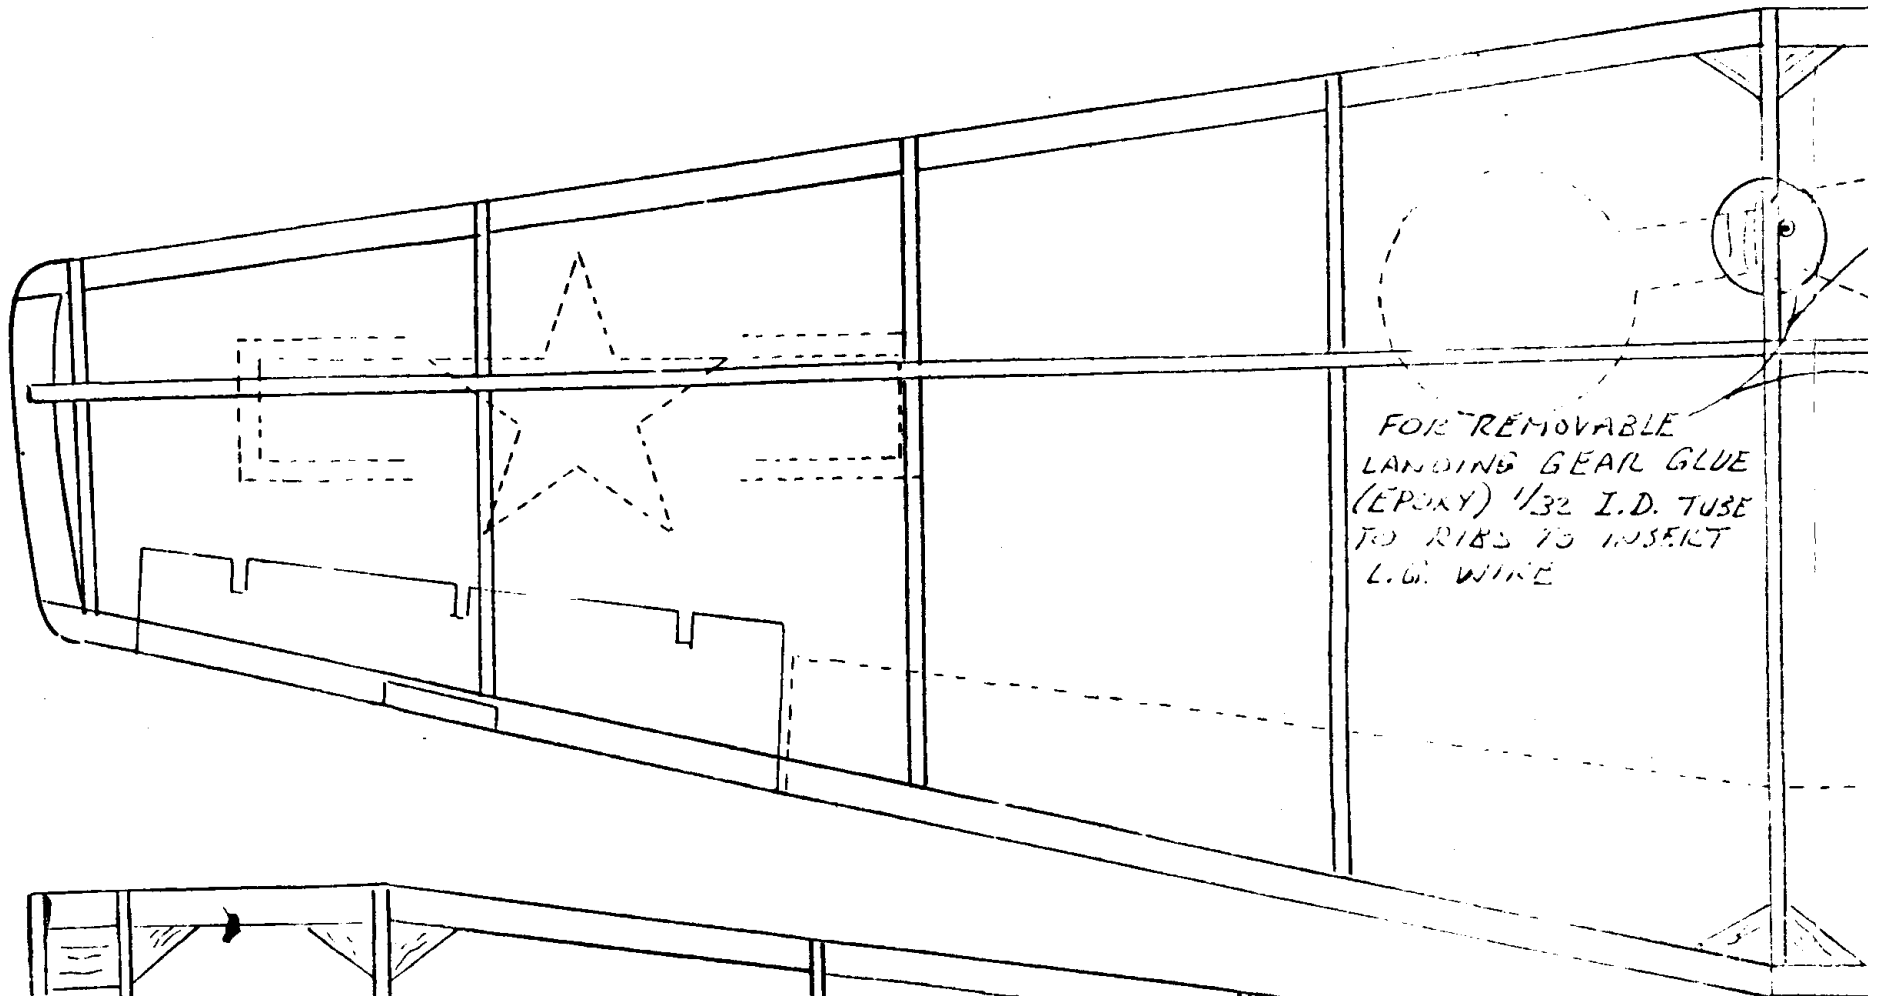 FOR REMOVABLE
LANDING GEAR GLUE
(EPOXY) 1/32 I.D. TUBE
TO RIBS TO INSERT
L.G. WIRE